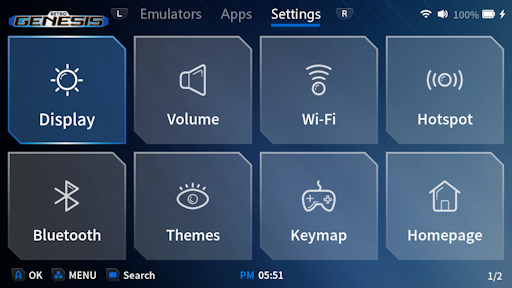 RETRO
GENESIS L Emulators Apps Settings R 100%
Display Volume Wi-Fi Hotspot
Bluetooth Themes Keymap Homepage
A OK MENU Search PM 05:51 1/2